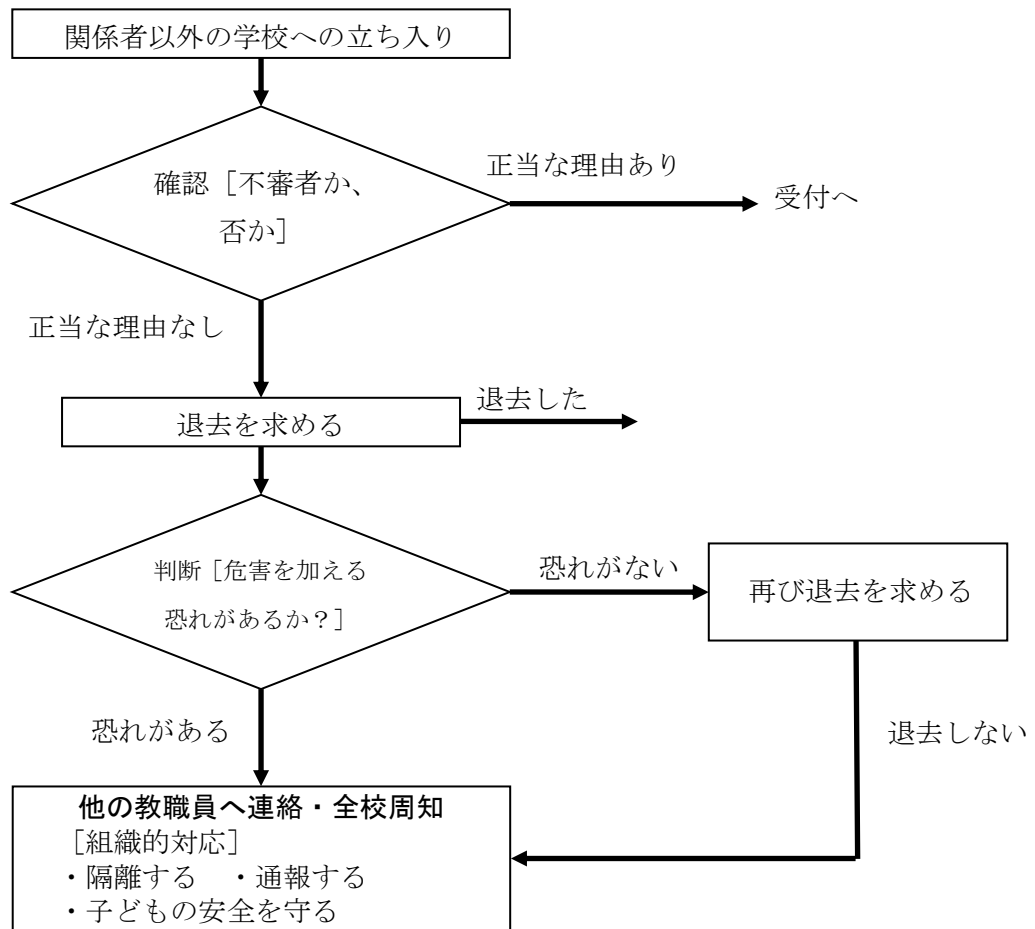 関係者以外の学校への立ち入り
確認［不審者か、
否か］
正当な理由あり
受付へ
正当な理由なし
退去を求める
退去した
判断［危害を加える
恐れがあるか？］
恐れがない
再び退去を求める
恐れがある
退去しない
他の教職員へ連絡・全校周知
［組織的対応］
・隔離する　・通報する
・子どもの安全を守る